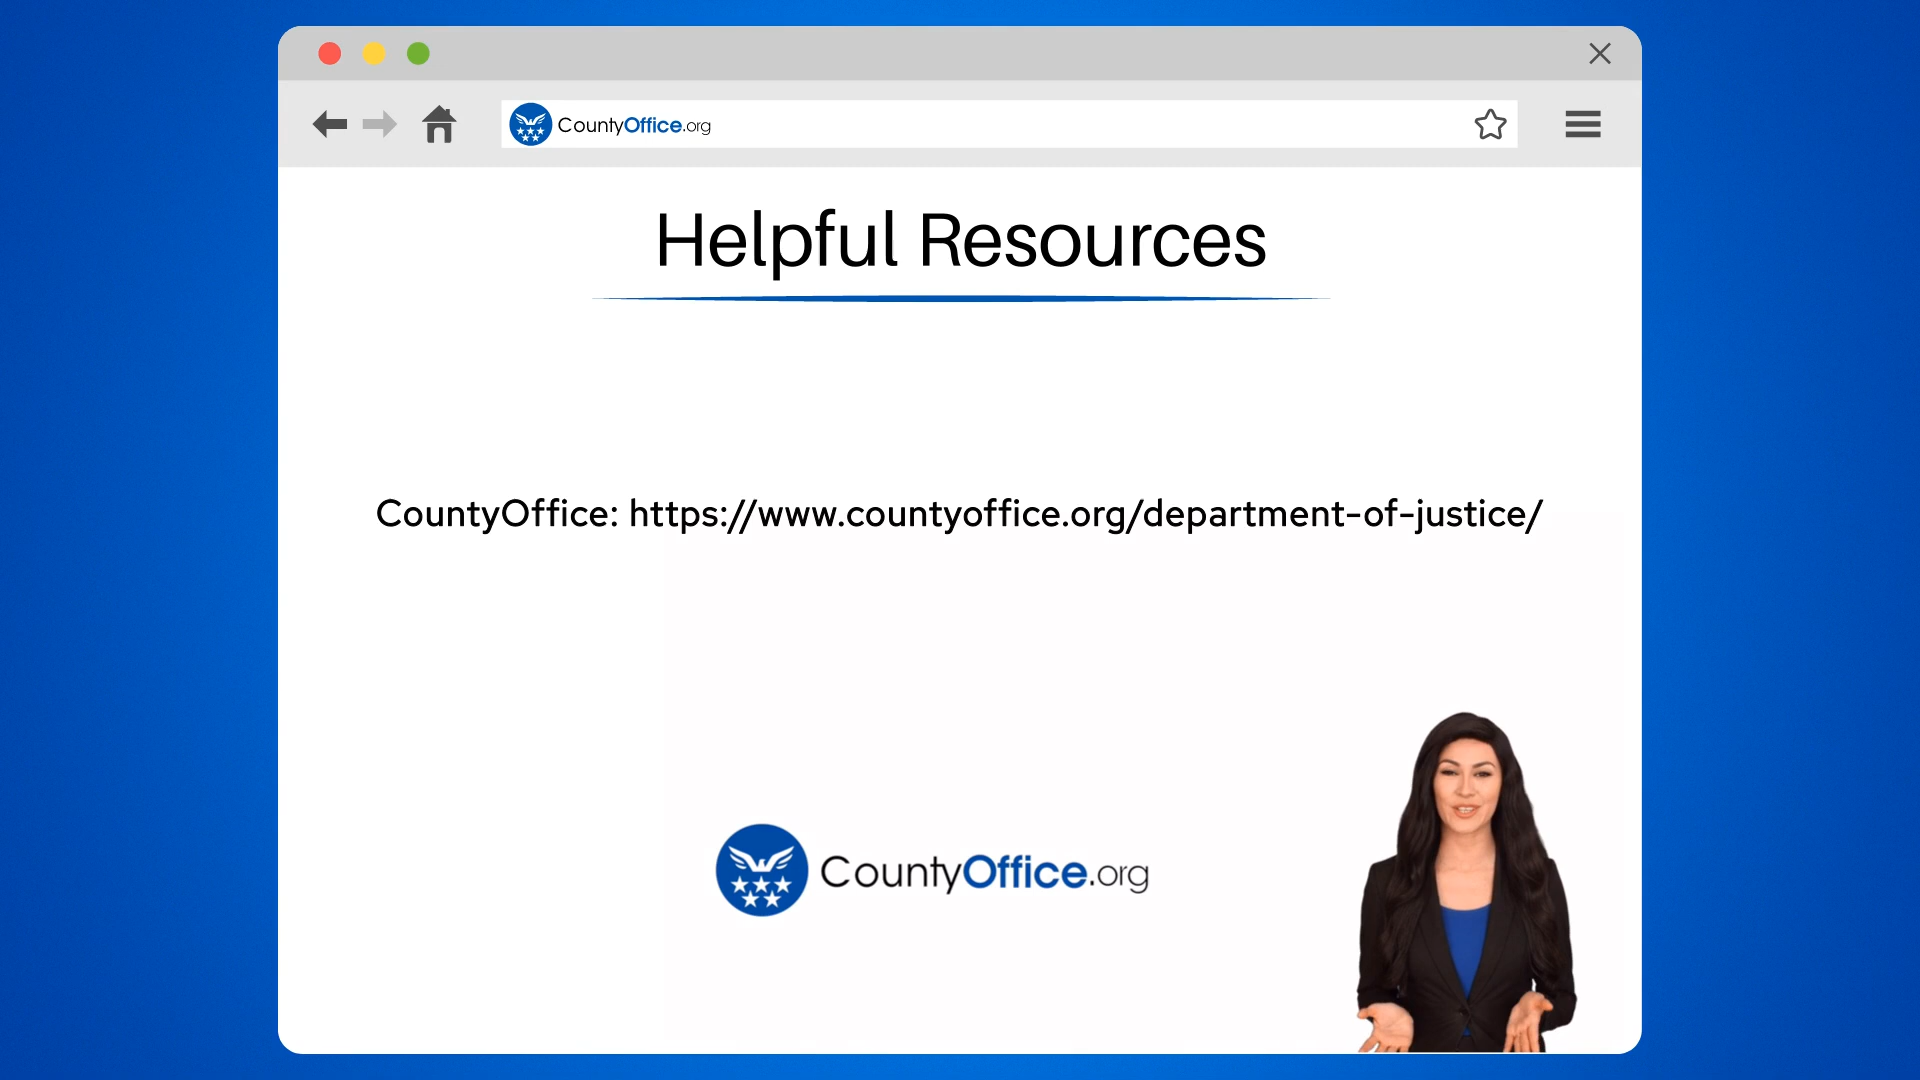 CountyOffice.org
Helpful Resources
CountyOffice: https://www.countyoffice.org/department-of-justice/
CountyOffice.org